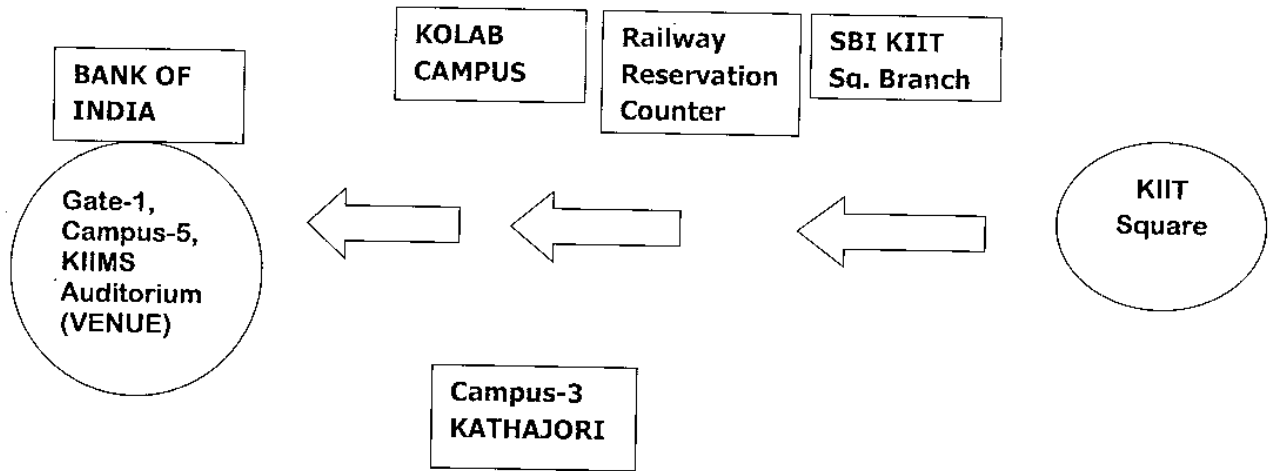 KOLAB
CAMPUS
Railway
Reservation
Counter
SBI KIIT
Sq. Branch
BANK OF
INDIA
Gate-1,
Campus-5,
KIIMS
Auditorium
(VENUE)
KIIT
Square
Campus-3
KATHAJORI